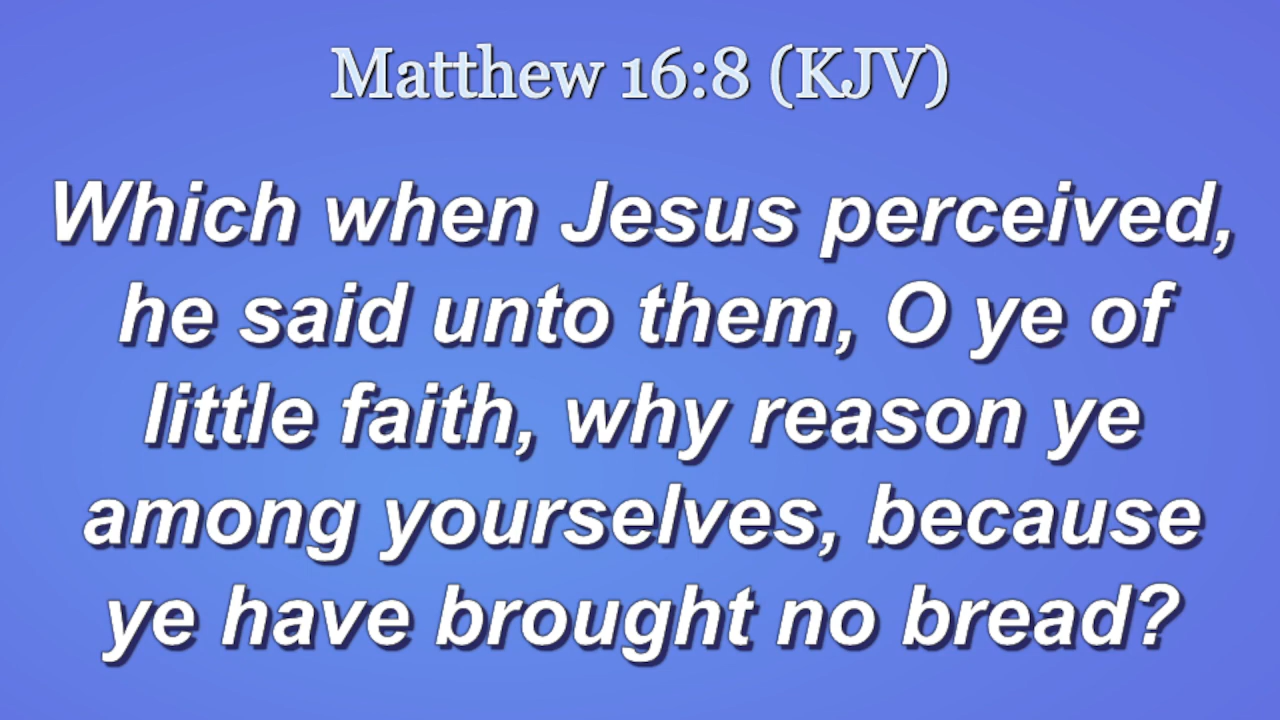 Matthew 16:8 (KJV)
Which when Jesus perceived,
he said unto them, O ye of
little faith, why reason ye
among yourselves, because
ye have brought no bread?